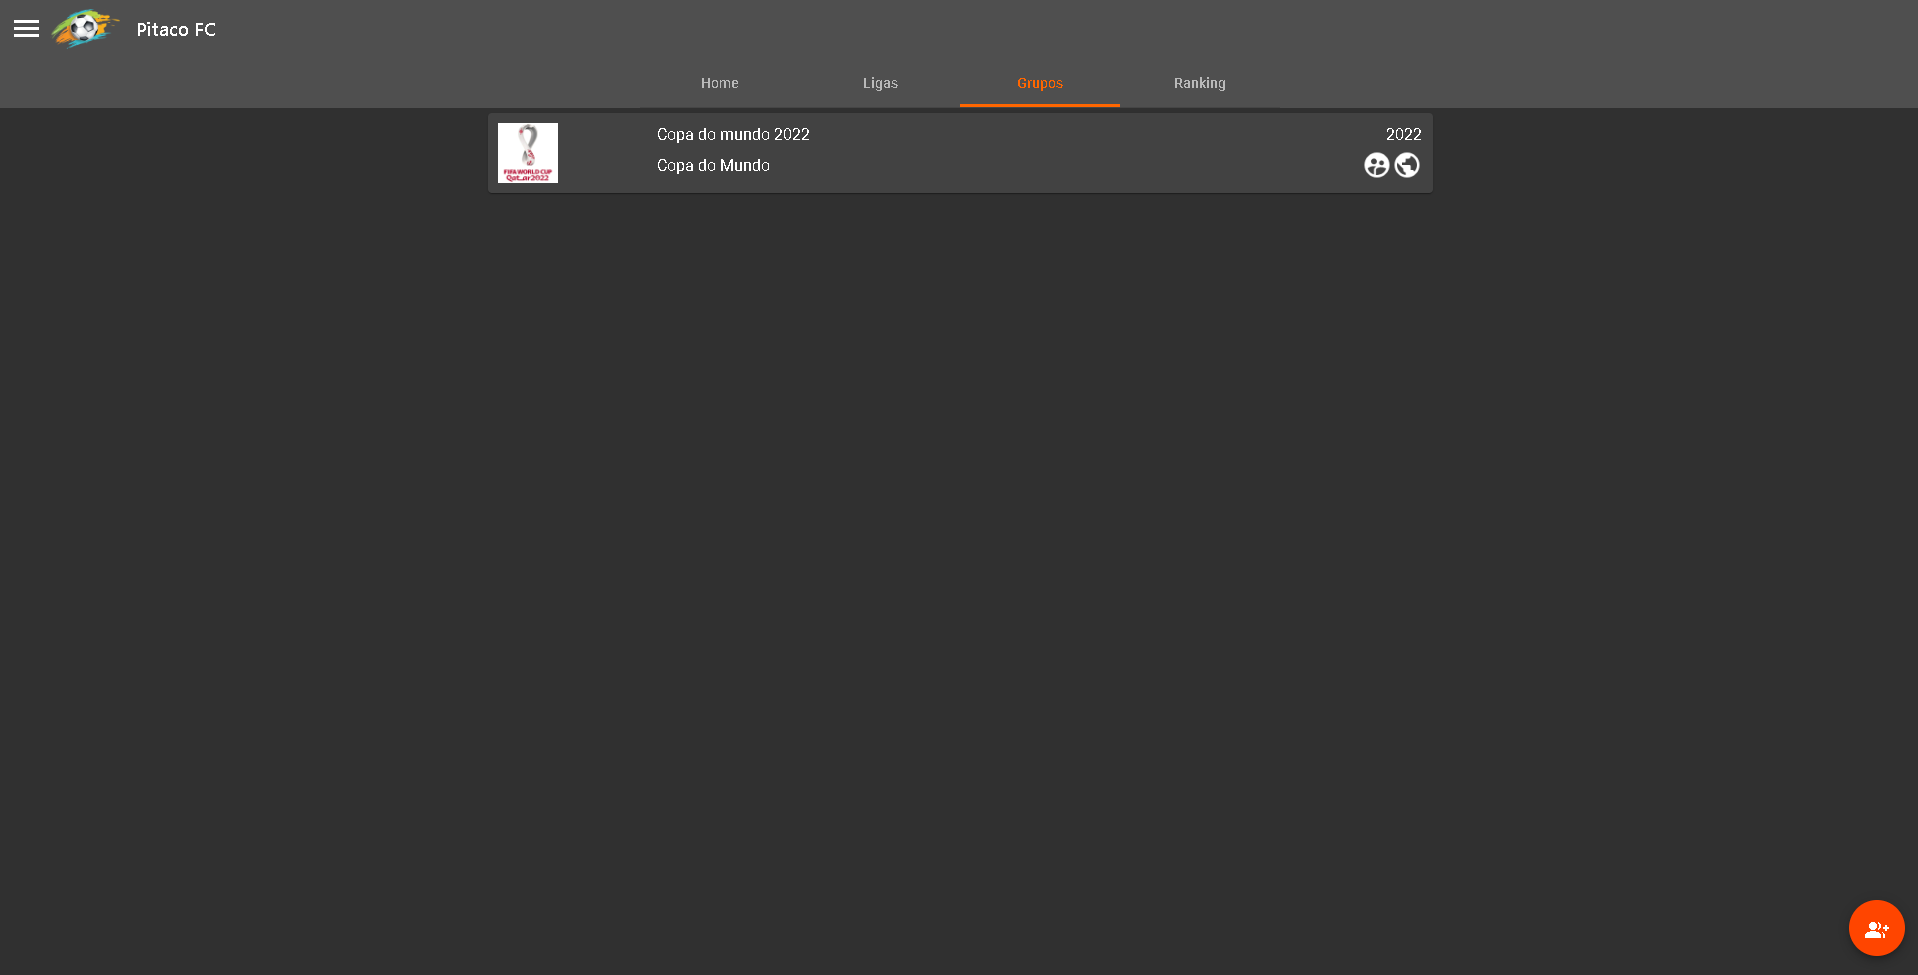 Pitaco FC
Home
Ligas
Grupos
Ranking
Copa do mundo 2022
2022
Copa do Mundo
FIFA WORLD CUP
Qatar2022